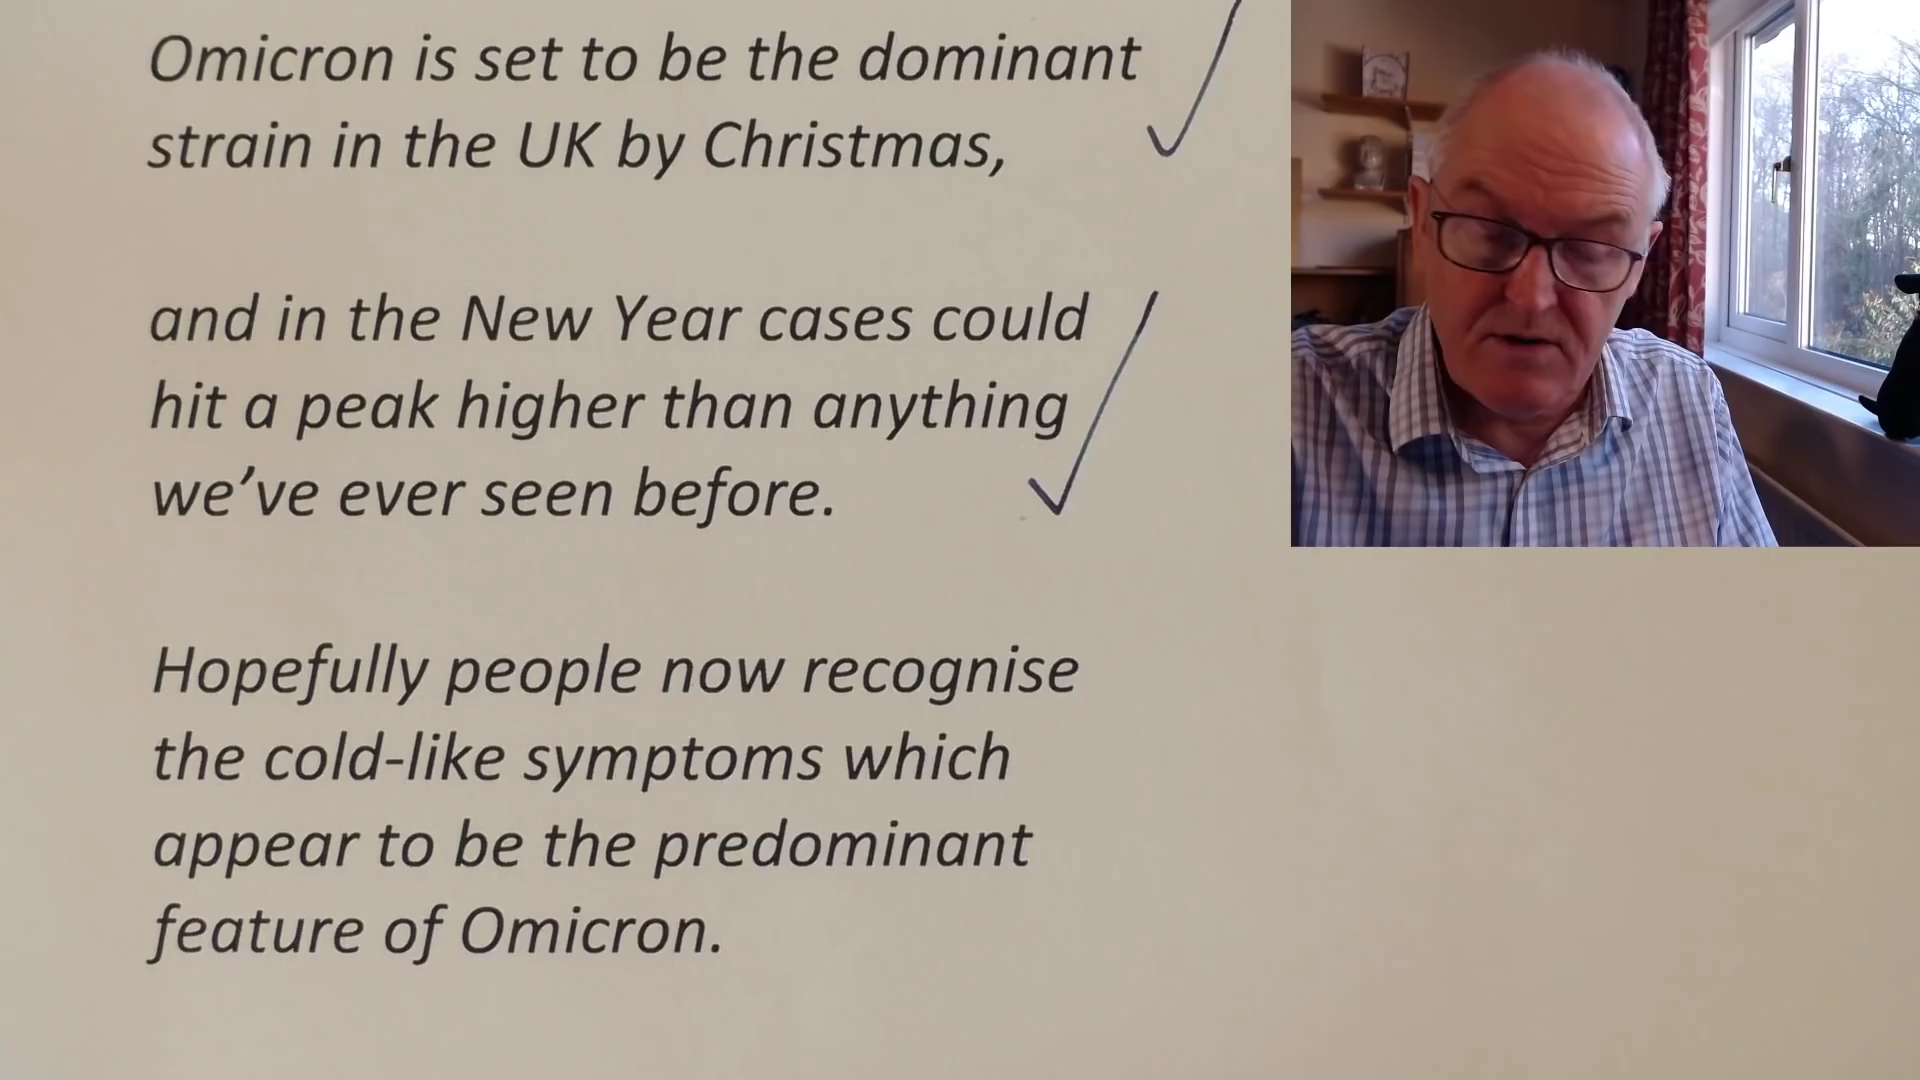 Omicron is set to be the dominant
strain in the UK by Christmas,
and in the New Year cases could
hit a peak higher than anything
we’ve ever seen before.
Hopefully people now recognise
the cold-like symptoms which
appear to be the predominant
feature of Omicron.